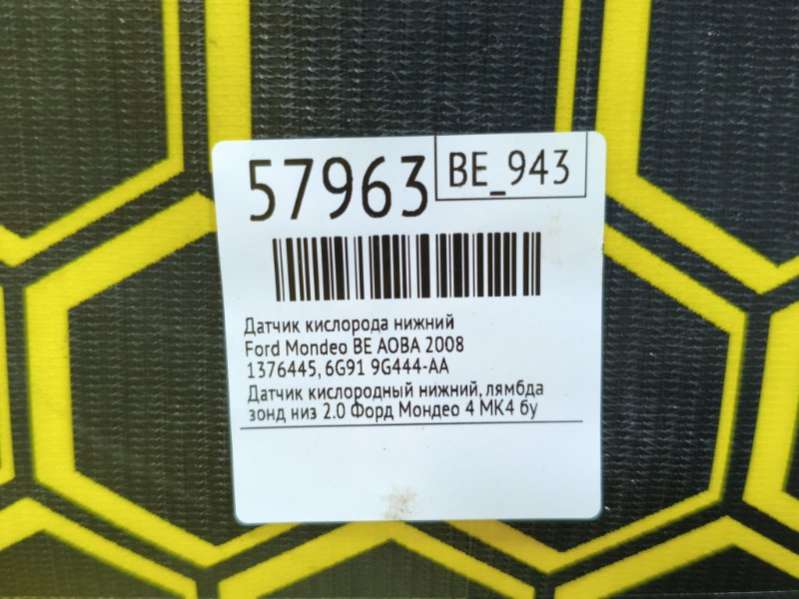 57963
BE_943
Датчик кислорода нижний
Ford Mondeo BE AOBA 2008
1376445, 6G91 9G444-AA
Датчик кислородный нижний, лямбда
зонд низ 2.0 Форд Мондео 4 МК4 бу